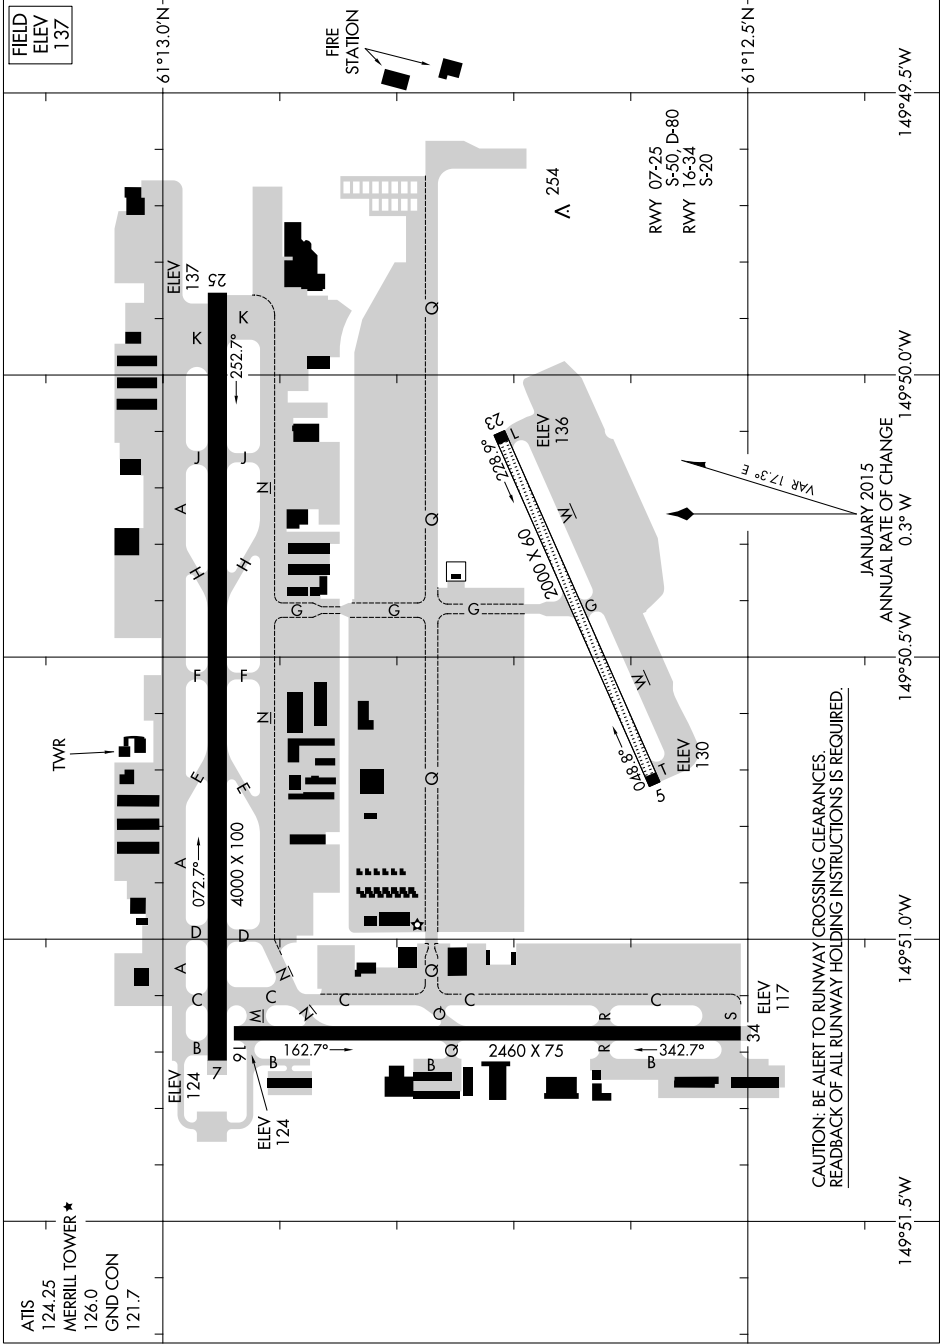 FIELD
ELEV
137
61°13.0'N
61°12.5'N
FIRE
STATION
149°49.5'W
149°50.0'W
149°50.5'W
149°51.0'W
149°51.5'W
RWY 07-25
S-50, D-80
RWY 16-34
S-20
254
ELEV
137
25
K
K
252.7°
J
J
A
N
H
H
Q
Q
23
T
ELEV
136
228.9°
2000 X 60
W
G
G
G
G
W
048.8°
T
5
ELEV
130
VAR 17.3° E
JANUARY 2015
ANNUAL RATE OF CHANGE
0.3° W
TWR
F
F
N
E
E
Q
A
072.7°
4000 X 100
D
D
A
N
Q
C
C
C
C
C
M
N
Q
R
S
ELEV
117
34
B
7
ELEV
124
16
ELEV
124
B
162.7°
B
Q
2460 X 75
R
B
342.7°
CAUTION: BE ALERT TO RUNWAY CROSSING CLEARANCES.
READBACK OF ALL RUNWAY HOLDING INSTRUCTIONS IS REQUIRED.
ATIS
124.25
MERRILL TOWER ★
126.0
GND CON
121.7